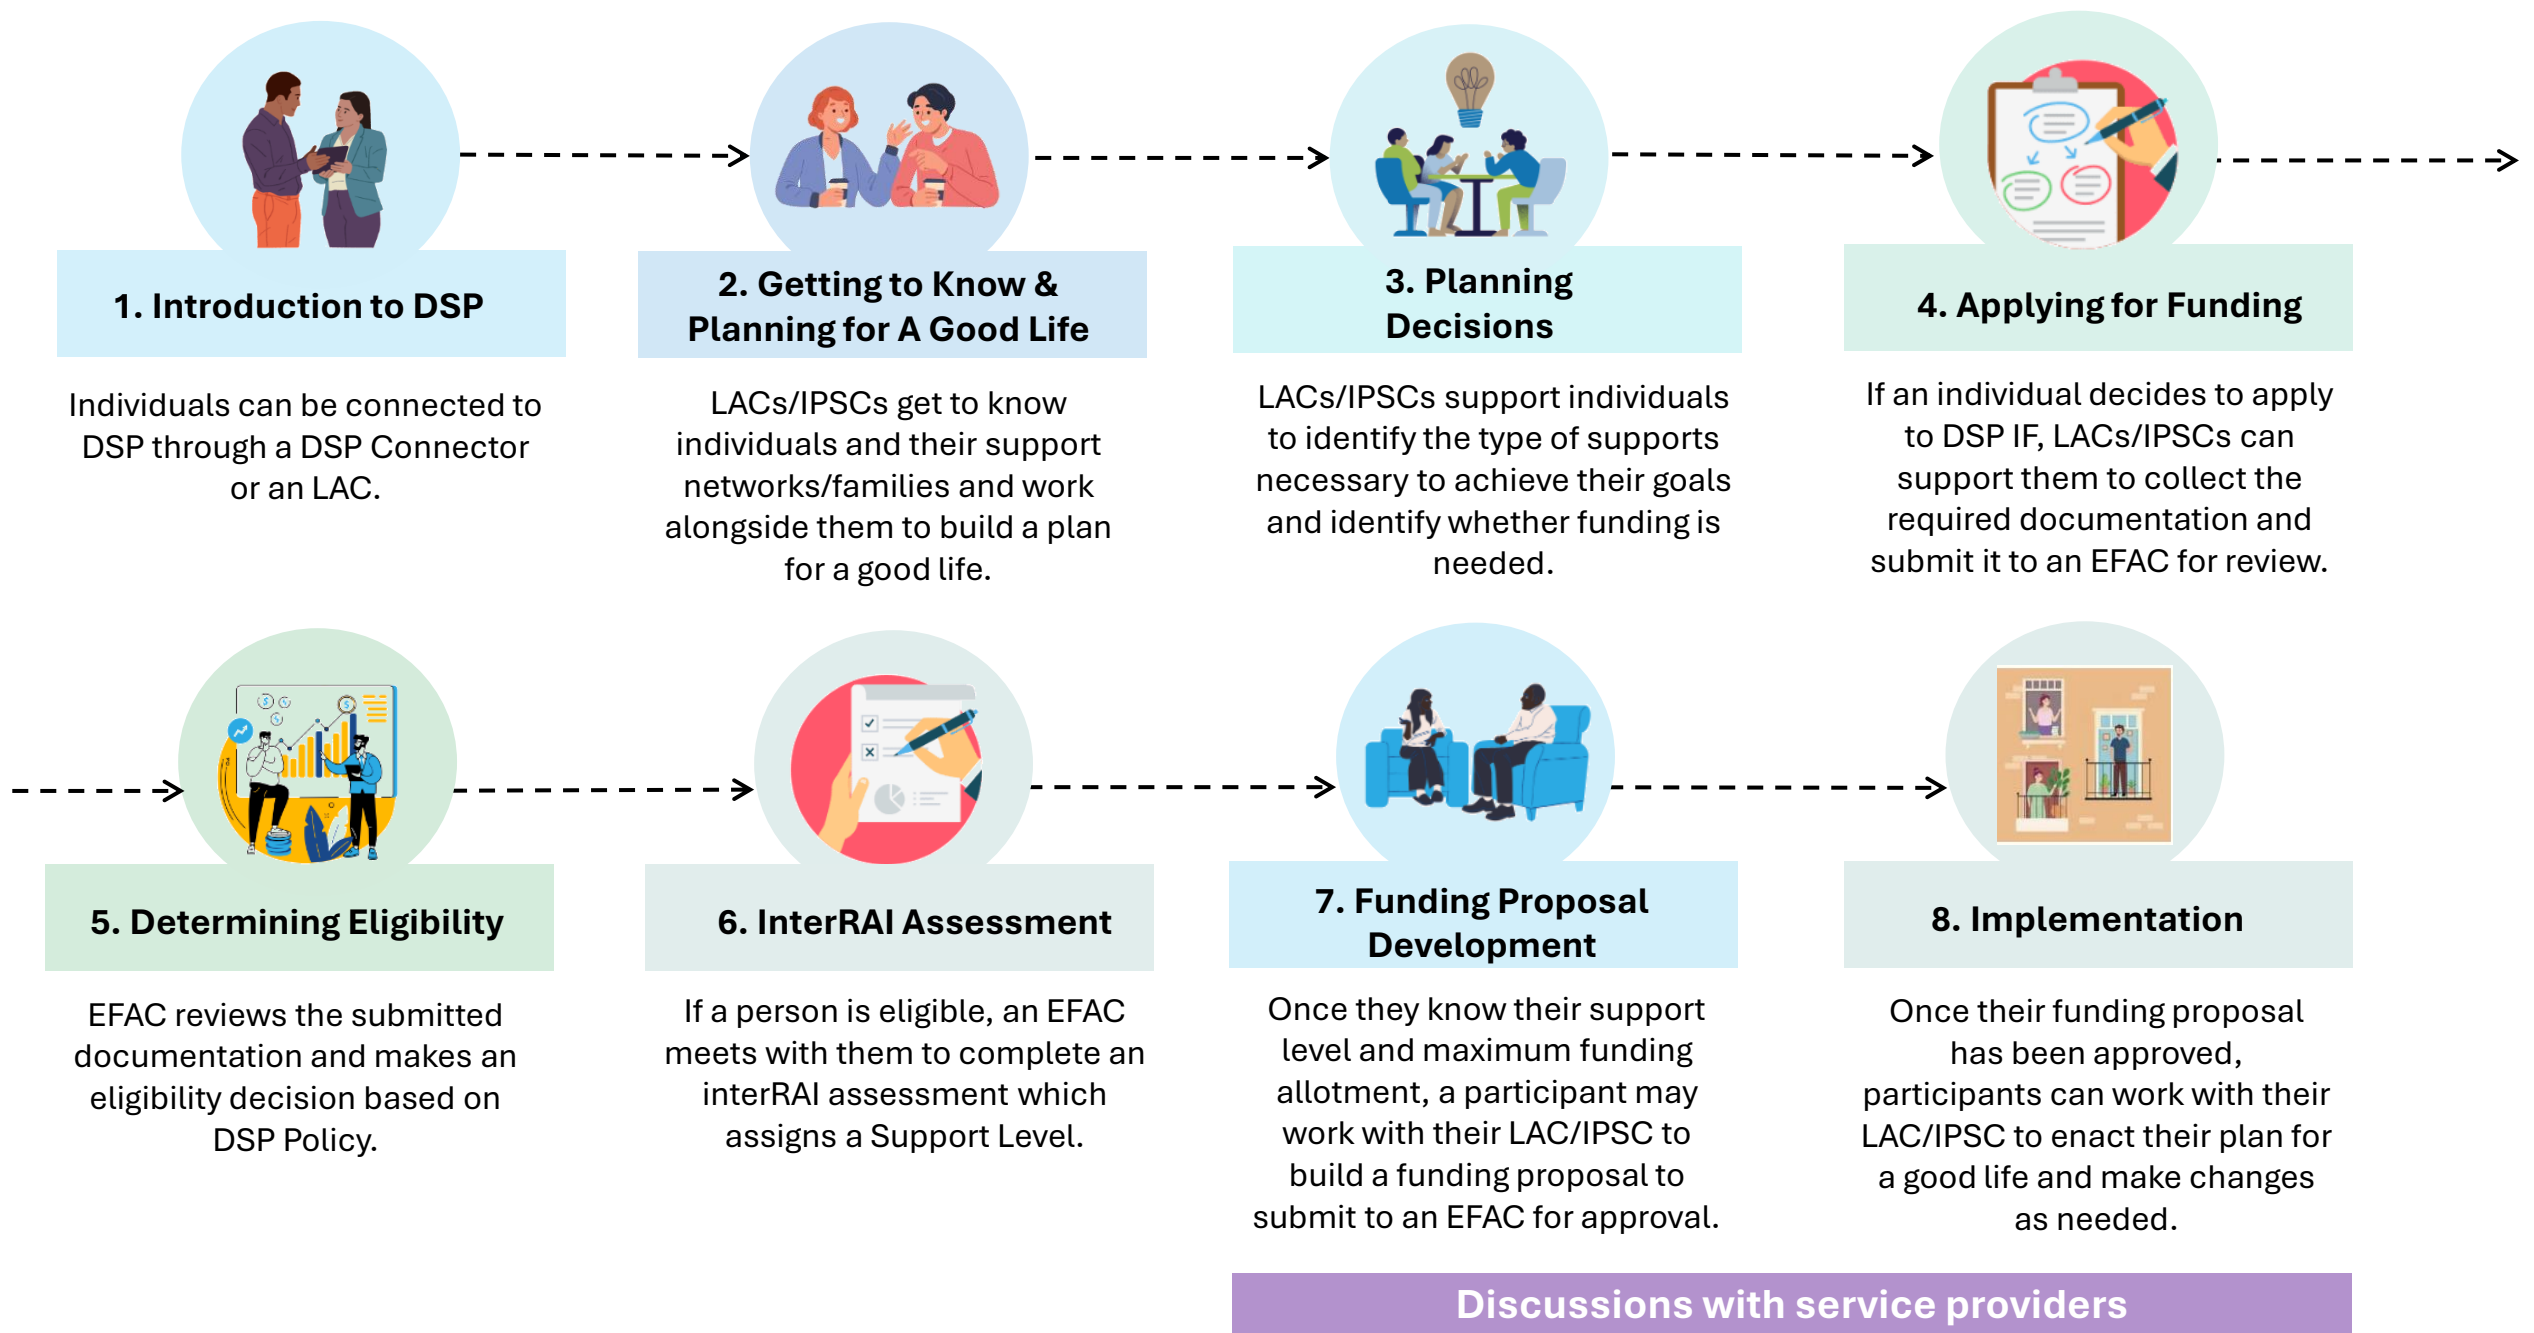 1. Introduction to DSP
Individuals can be connected to
DSP through a DSP Connector
or an LAC.
2. Getting to Know &
Planning for A Good Life
LACs/IPSCs get to know
individuals and their support
networks/families and work
alongside them to build a plan
for a good life.
3. Planning
Decisions
LACs/IPSCs support individuals
to identify the type of supports
necessary to achieve their goals
and identify whether funding is
needed.
4. Applying for Funding
If an individual decides to apply
to DSP IF, LACs/IPSCs can
support them to collect the
required documentation and
submit it to an EFAC for review.
5. Determining Eligibility
EFAC reviews the submitted
documentation and makes an
eligibility decision based on
DSP Policy.
6. InterRAI Assessment
If a person is eligible, an EFAC
meets with them to complete an
interRAI assessment which
assigns a Support Level.
7. Funding Proposal
Development
Once they know their support
level and maximum funding
allotment, a participant may
work with their LAC/IPSC to
build a funding proposal to
submit to an EFAC for approval.
8. Implementation
Once their funding proposal
has been approved,
participants can work with their
LAC/IPSC to enact their plan for
a good life and make changes
as needed.
Discussions with service providers